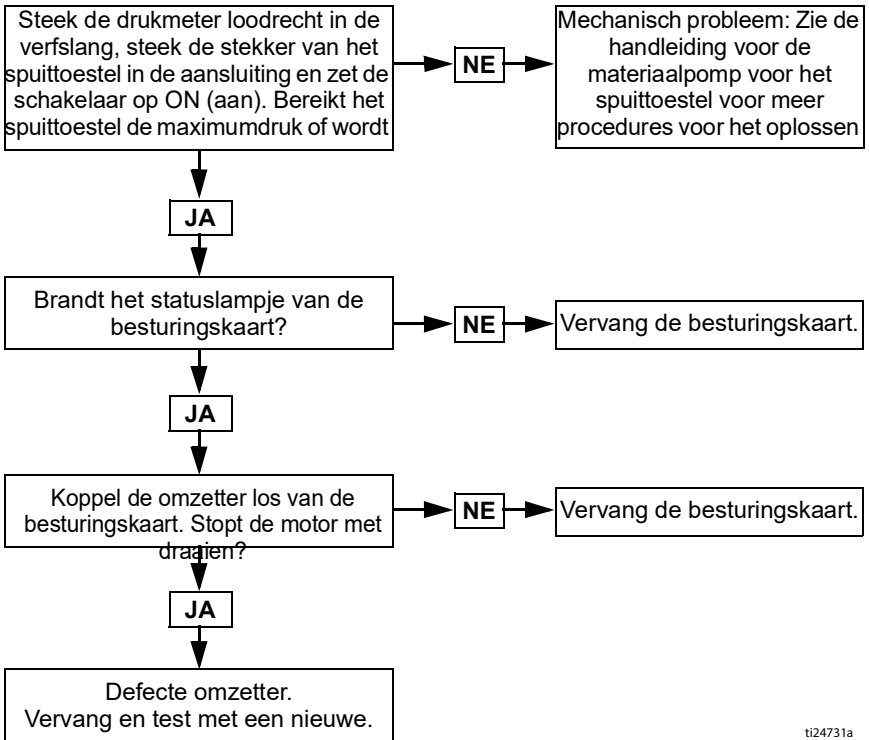 Steek de drukmeter loodrecht in de
verfslang, steek de stekker van het
spuittoestel in de aansluiting en zet de
schakelaar op ON (aan). Bereikt het
spuittoestel de maximumdruk of wordt
NE
Mechanisch probleem: Zie de
handleiding voor de
materiaalpomp voor het
spuittoestel voor meer
procedures voor het oplossen
JA
Brandt het statuslampje van de
besturingskaart?
NE
Vervang de besturingskaart.
JA
Koppel de omzetter los van de
besturingskaart. Stopt de motor met
draaien?
NE
Vervang de besturingskaart.
JA
Defecte omzetter.
Vervang en test met een nieuwe.
ti24731a